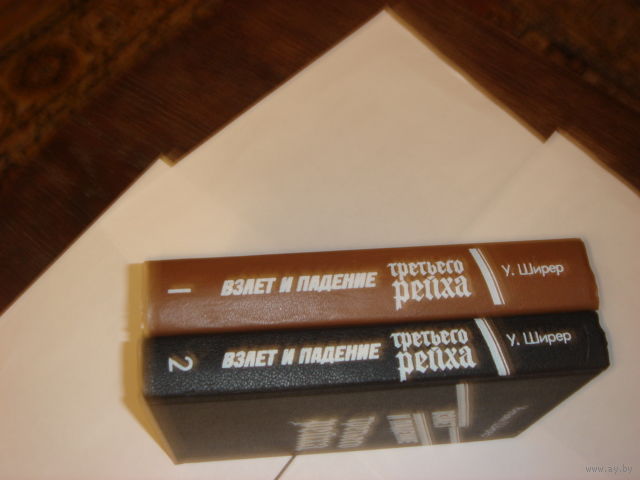 1
ВЗЛЕТ И ПАДЕНИЕ
третьего
рейха
У. Ширер
2
ВЗЛЕТ И ПАДЕНИЕ
третьего
рейха
У. Ширер
www.ay.by